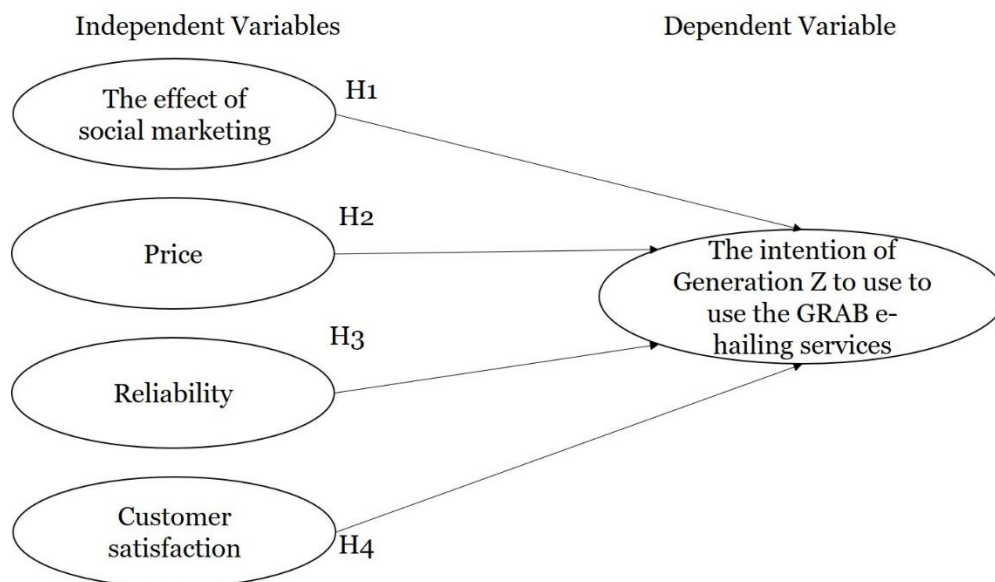 Independent Variables
Dependent Variable
The effect of
social marketing
H1
Price
H2
Reliability
H3
Customer
satisfaction
H4
The intention of
Generation Z to use to
use the GRAB e-
hailing services